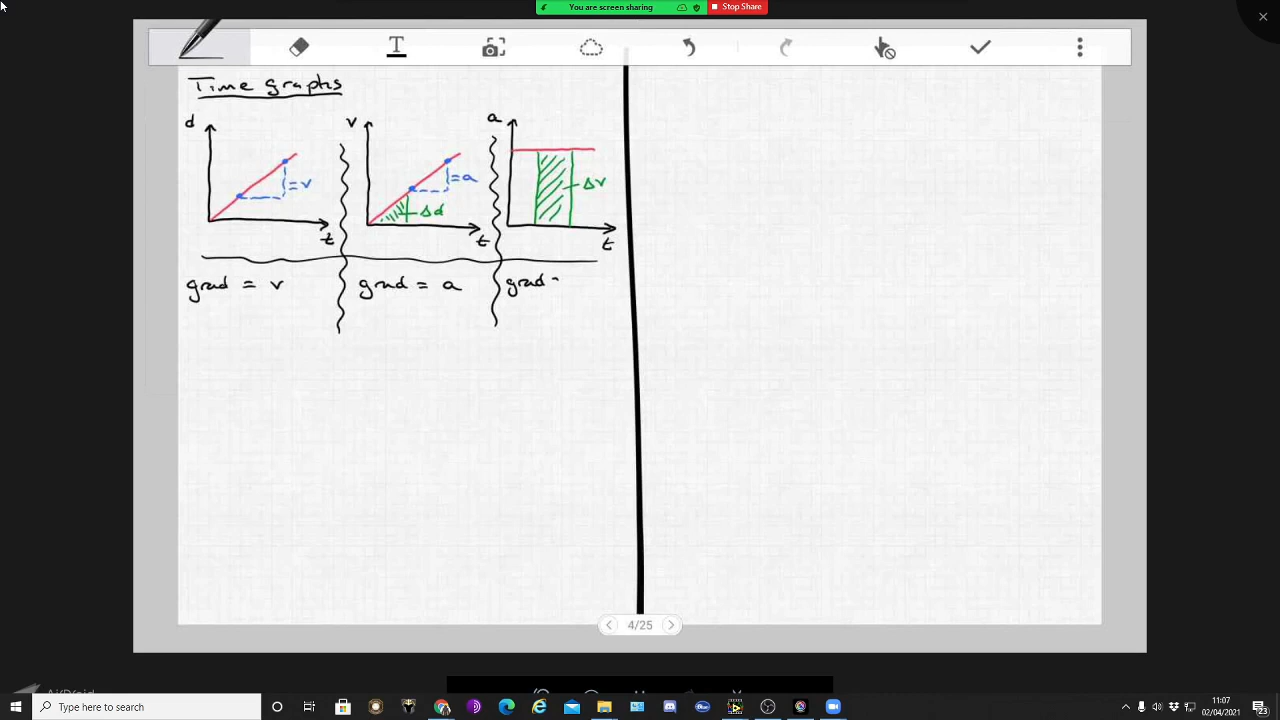 You are screen sharing
Stop Share
T
Time graphs
d
= v
t
v
= a
Δd
t
a
Δv
t
grad = v
grad = a
grad -
4/25
AirDroid
Type here to search
11:07
02/04/2021